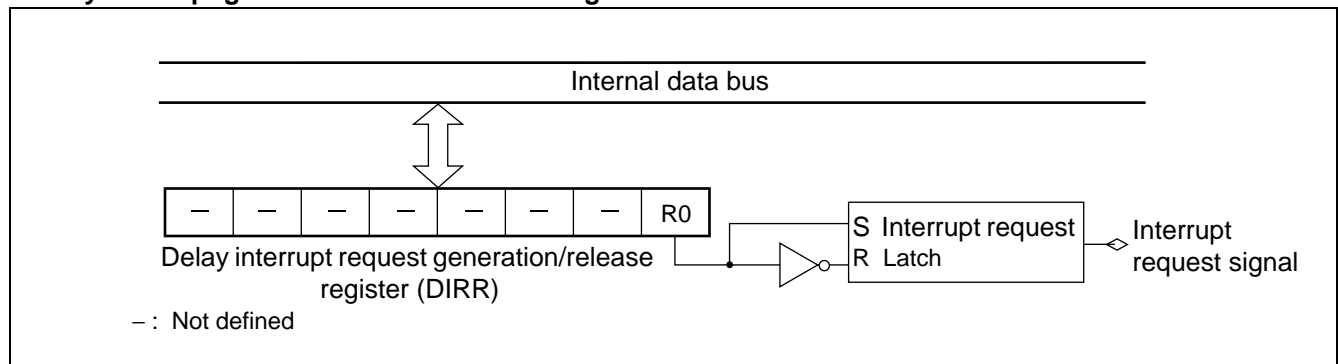 Internal data bus
– – – – – – – R0
Delay interrupt request generation/release
register (DIRR)
S Interrupt request
R Latch
Interrupt
request signal
– : Not defined